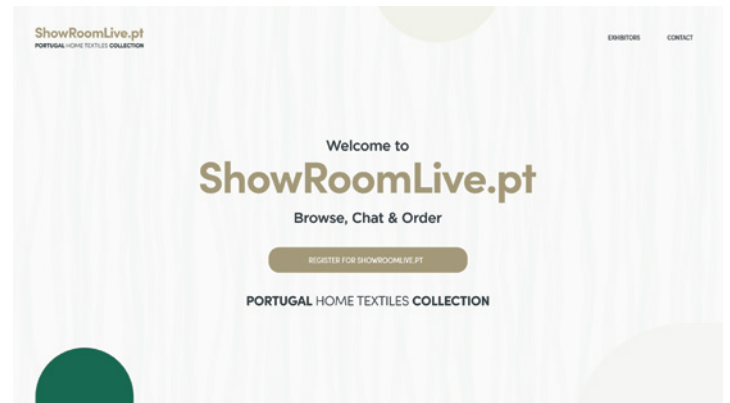 ShowRoomLive.pt
PORTUGAL HOME TEXTILES COLLECTION
EXHIBITORS CONTACT
Welcome to
ShowRoomLive.pt
Browse, Chat & Order
REGISTER FOR SHOWROOMLIVE.PT
PORTUGAL HOME TEXTILES COLLECTION